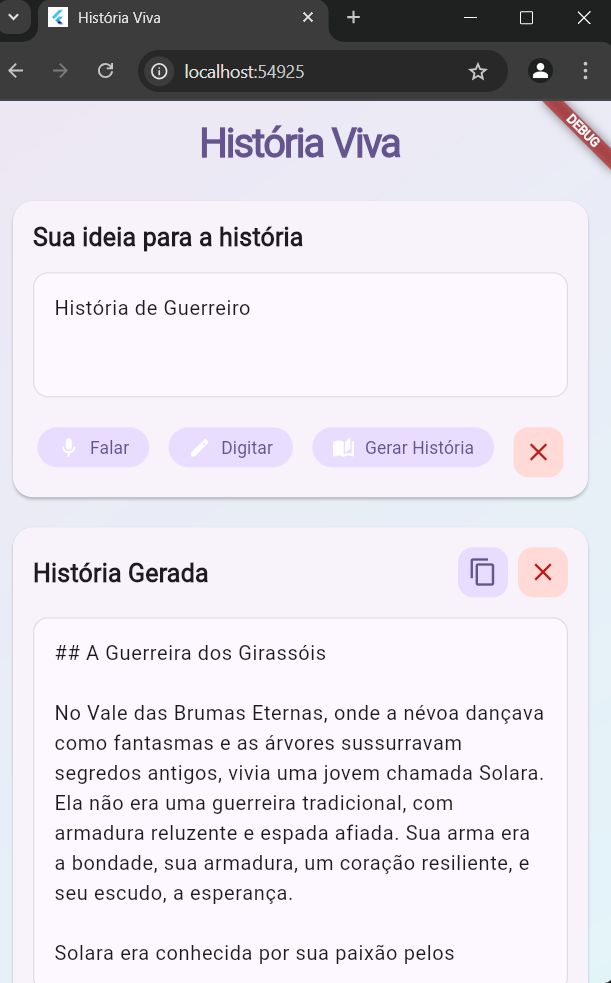 História Viva
localhost:54925
DEBUG
História Viva
Sua ideia para a história
História de Guerreiro
Falar
Digitar
Gerar História
História Gerada
## A Guerreira dos Girassóis
No Vale das Brumas Eternas, onde a névoa dançava
como fantasmas e as árvores sussurravam
segredos antigos, vivia uma jovem chamada Solara.
Ela não era uma guerreira tradicional, com
armadura reluzente e espada afiada. Sua arma era
a bondade, sua armadura, um coração resiliente, e
seu escudo, a esperança.
Solara era conhecida por sua paixão pelos